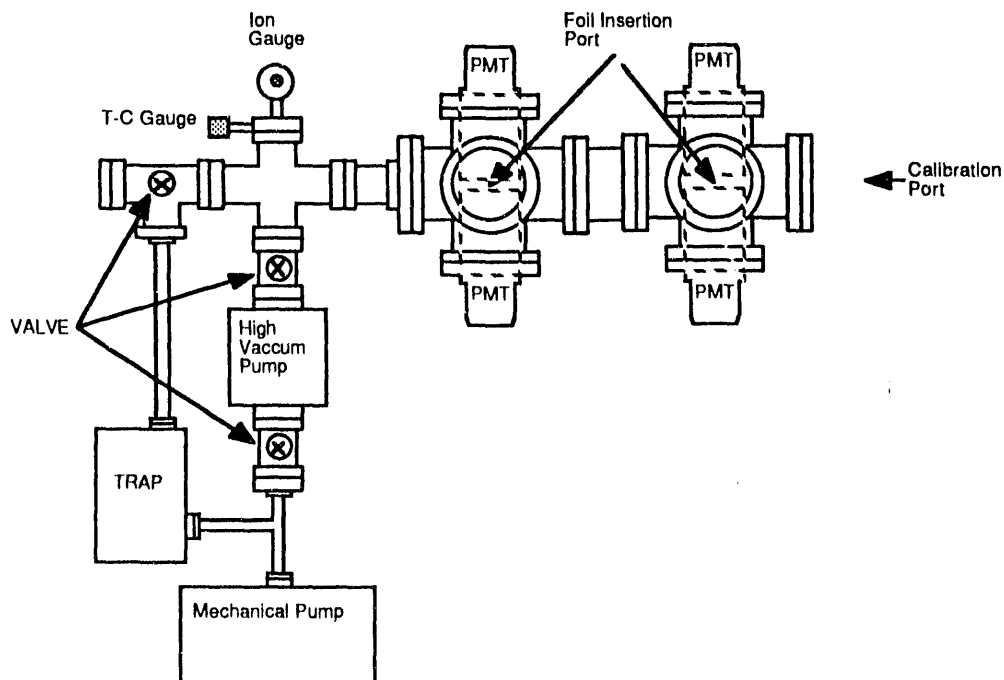 Ion
Gauge
Foil Insertion
Port
PMT
PMT
T-C Gauge
Calibration
Port
PMT
PMT
VALVE
High
Vaccum
Pump
TRAP
Mechanical Pump